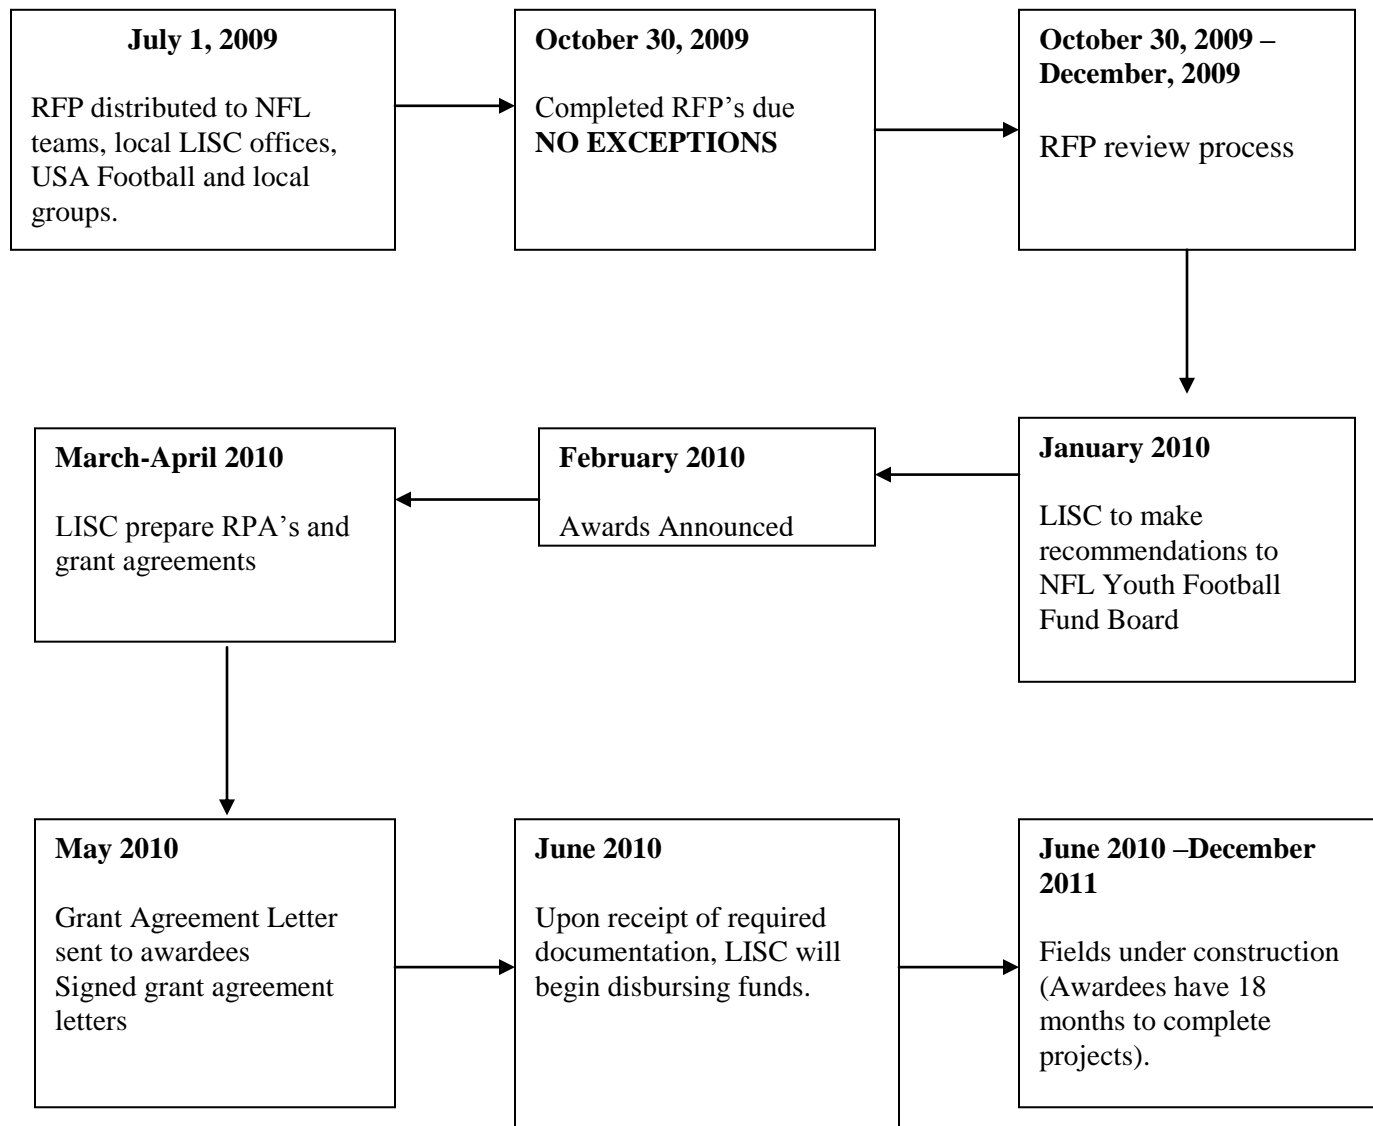 July 1, 2009
RFP distributed to NFL
teams, local LISC offices,
USA Football and local
groups.
October 30, 2009
Completed RFP’s due
NO EXCEPTIONS
October 30, 2009 –
December, 2009
RFP review process
January 2010
LISC to make
recommendations to
NFL Youth Football
Fund Board
February 2010
Awards Announced
March-April 2010
LISC prepare RPA’s and
grant agreements
May 2010
Grant Agreement Letter
sent to awardees
Signed grant agreement
letters
June 2010
Upon receipt of required
documentation, LISC will
begin disbursing funds.
June 2010 –December
2011
Fields under construction
(Awardees have 18
months to complete
projects).